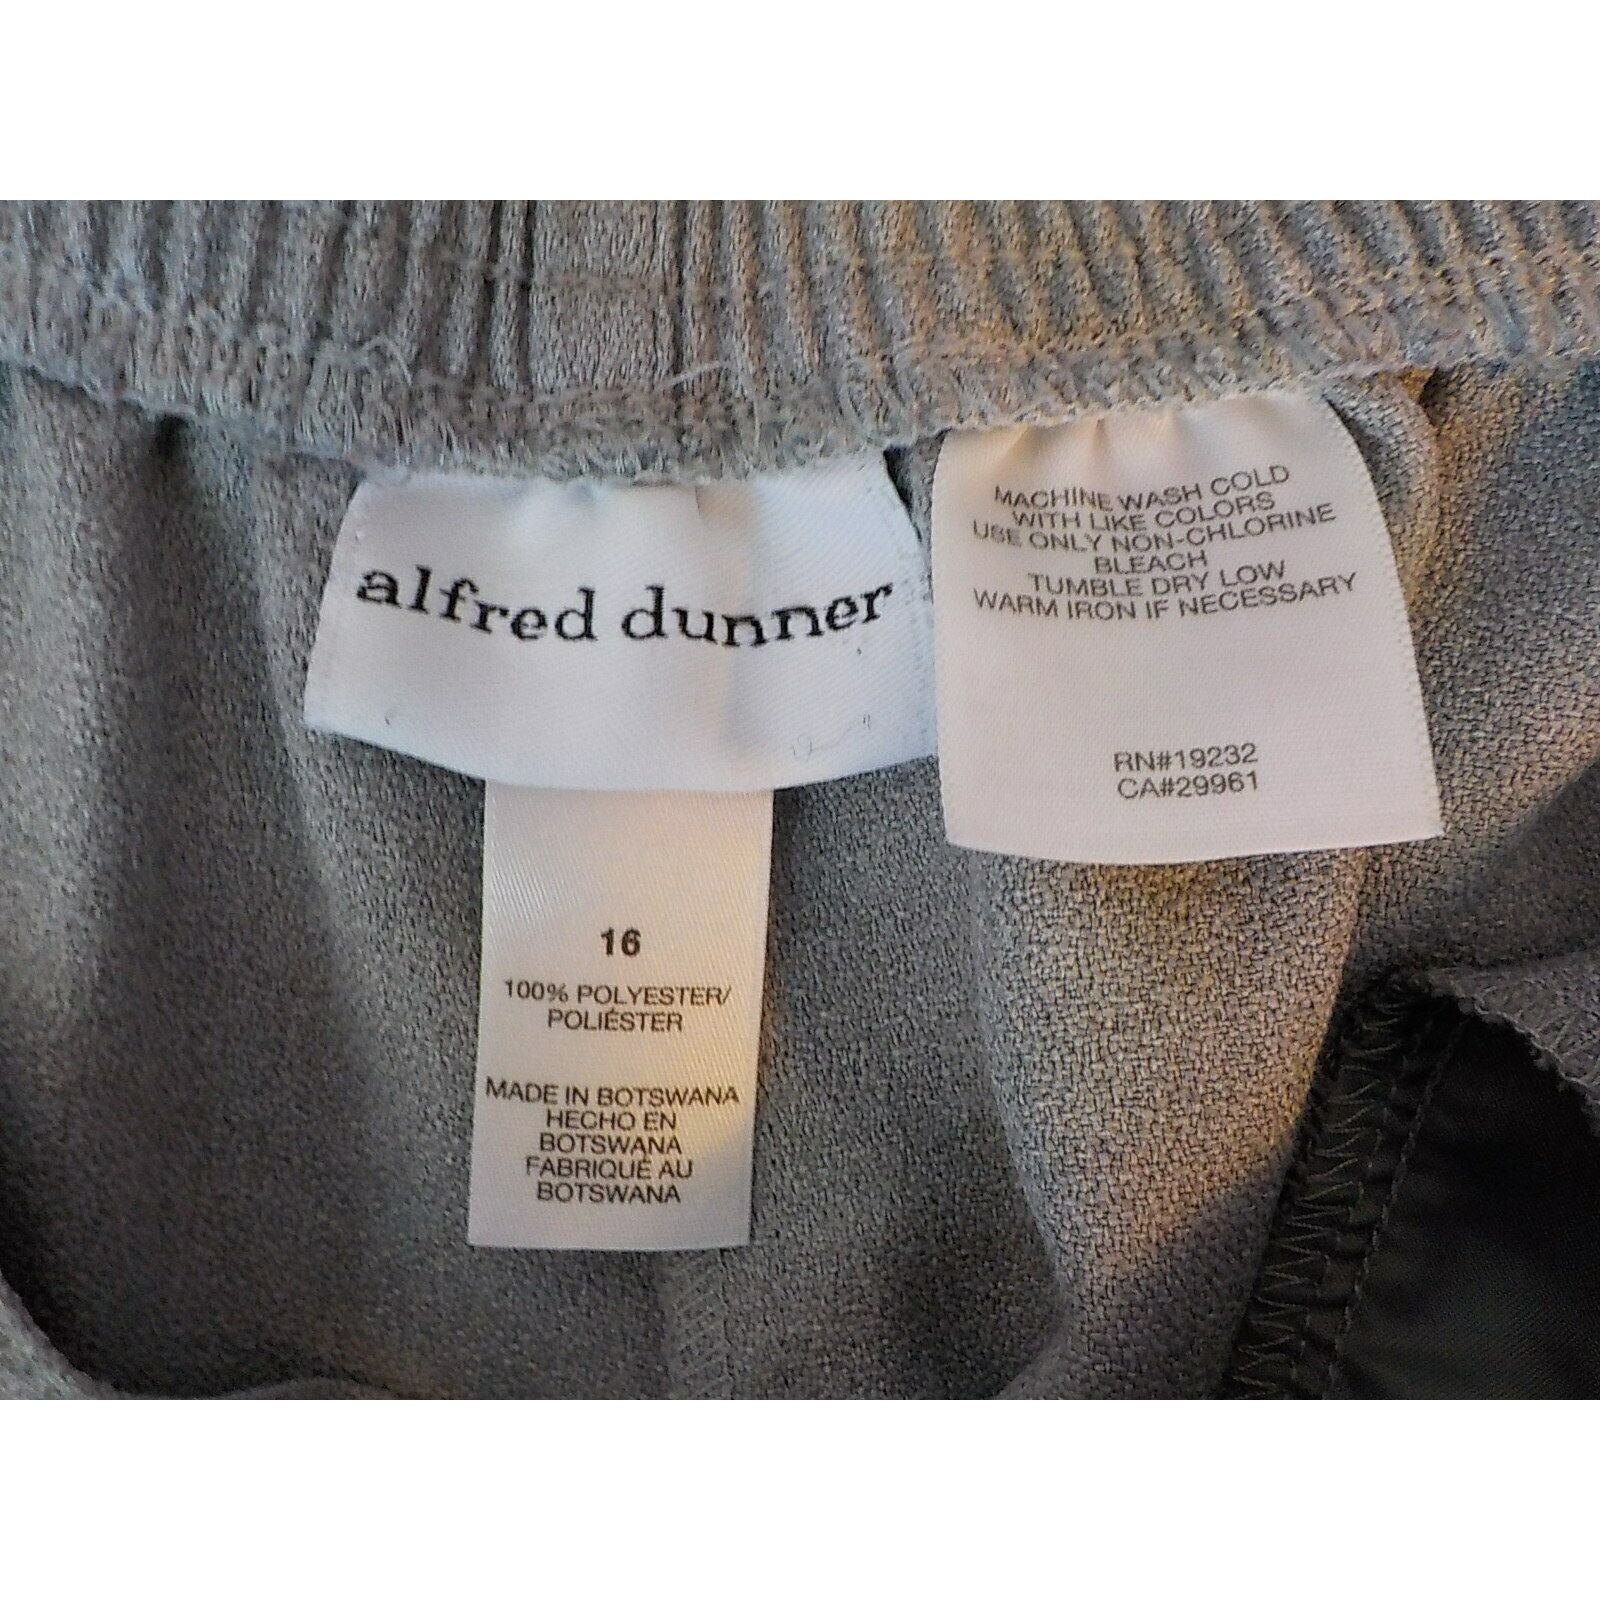 alfred dunner
16
100% POLYESTER/
POLIÉSTER
MADE IN BOTSWANA
HECHO EN
BOTSWANA
FABRIQUÉ AU
BOTSWANA
MACHINE WASH COLD
WITH LIKE COLORS
USE ONLY NON-CHLORINE
BLEACH
TUMBLE DRY LOW
WARM IRON IF NECESSARY
RN#19232
CA#29961